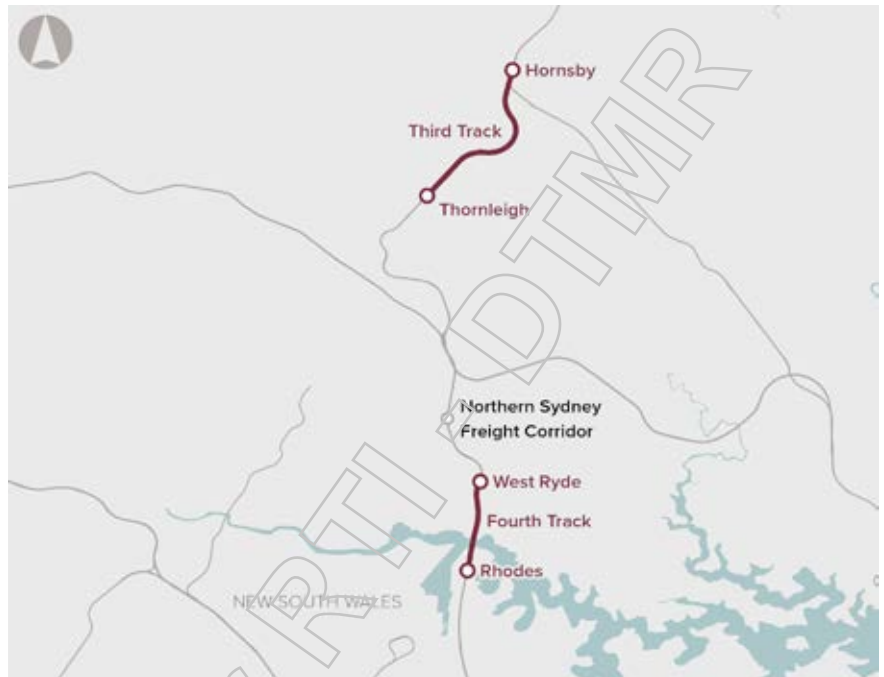 Hornsby
Third Track
Thornleigh
Northern Sydney
Freight Corridor
West Ryde
Fourth Track
Rhodes
NEW SOUTH WALES
RTI - DTMR